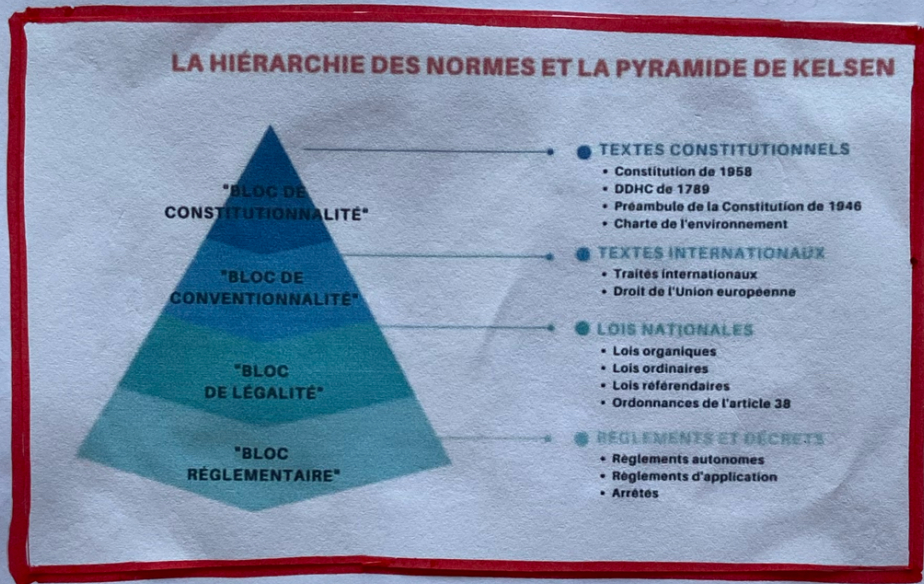 LA HIÉRARCHIE DES NORMES ET LA PYRAMIDE DE KELSEN
"BLOC DE
CONSTITUTIONNALITÉ"
"BLOC DE
CONVENTIONNALITÉ"
"BLOC
DE LÉGALITÉ"
"BLOC
RÉGLEMENTAIRE"
TEXTES CONSTITUTIONNELS
• Constitution de 1958
• DDHC de 1789
• Préambule de la Constitution de 1946
• Charte de l'environnement
TEXTES INTERNATIONAUX
• Traités internationaux
• Droit de l'Union européenne
LOIS NATIONALES
• Lois organiques
• Lois ordinaires
• Lois référendaires
• Ordonnances de l'article 38
RÈGLEMENTS ET DÉCRETS
• Règlements autonomes
• Règlements d'application
• Arrêtés